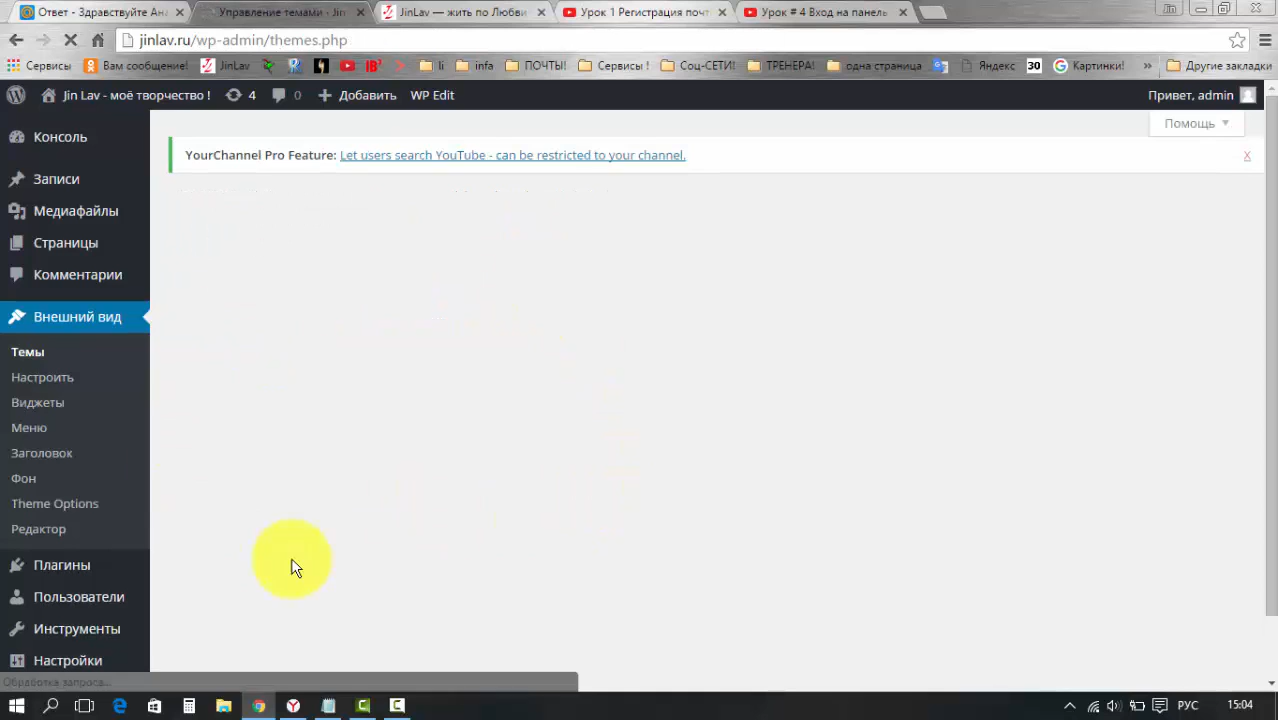 Ответ - Здравствуйте Ана
Управление темами ‹ Jin
JinLav — жить по Любви
Урок 1 Регистрация почт
Урок # 4 Вход на панель
jinlav.ru/wp-admin/themes.php
Сервисы
Вам сообщение!
JinLav
li
infa
ПОЧТЫ!
Сервисы !
Соц-СЕТИ!
ТРЕНЕРА!
одна страница
Яндекс
30
Картинки!
»
Другие закладки
Jin Lav - моё творчество !
4
0
Добавить
WP Edit
Привет, admin
Помощь
Консоль
YourChannel Pro Feature: Let users search YouTube - can be restricted to your channel.
X
Записи
Медиафайлы
Страницы
Комментарии
Внешний вид
Темы
Настроить
Виджеты
Меню
Заголовок
Фон
Theme Options
Редактор
Плагины
Пользователи
Инструменты
Настройки
Обработка запроса...
РУС
15:04